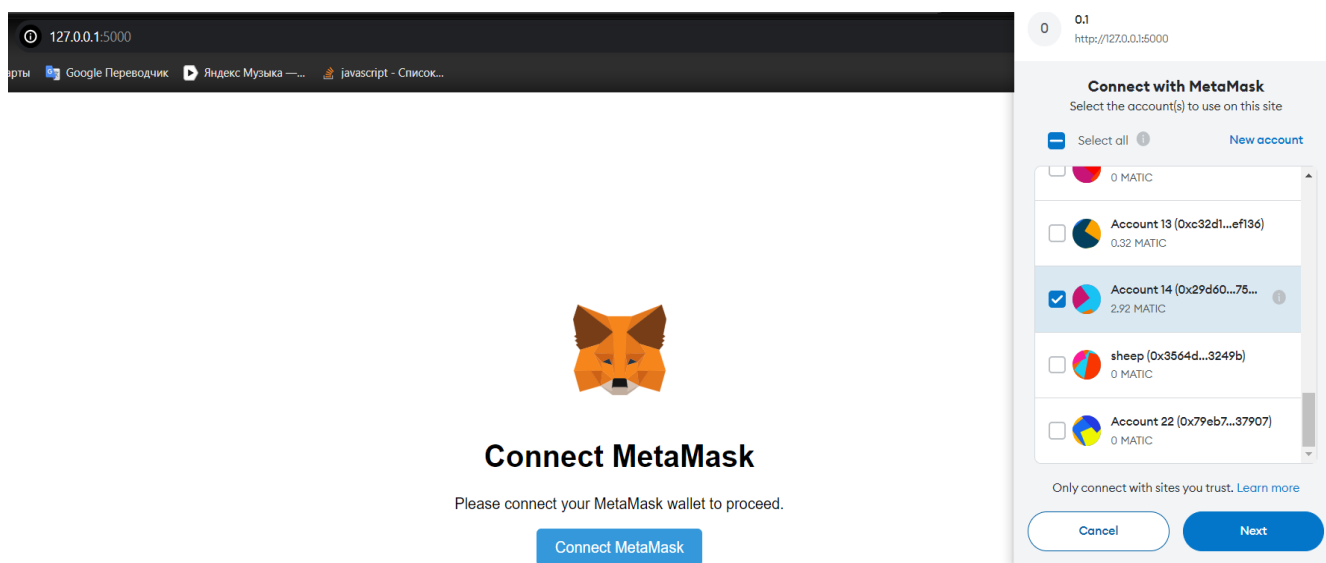 127.0.0.1:5000
арты Google Переводчик Яндекс Музыка —... javascript - Список...
Connect MetaMask
Please connect your MetaMask wallet to proceed.
Connect MetaMask
0
0.1
http://127.0.0.1:5000
Connect with MetaMask
Select the account(s) to use on this site
Select all New account
0 MATIC
Account 13 (0xc32d1...ef136)
0.32 MATIC
Account 14 (0x29d60...75...
2.92 MATIC
sheep (0x3564d...3249b)
0 MATIC
Account 22 (0x79eb7...37907)
0 MATIC
Only connect with sites you trust. Learn more
Cancel Next